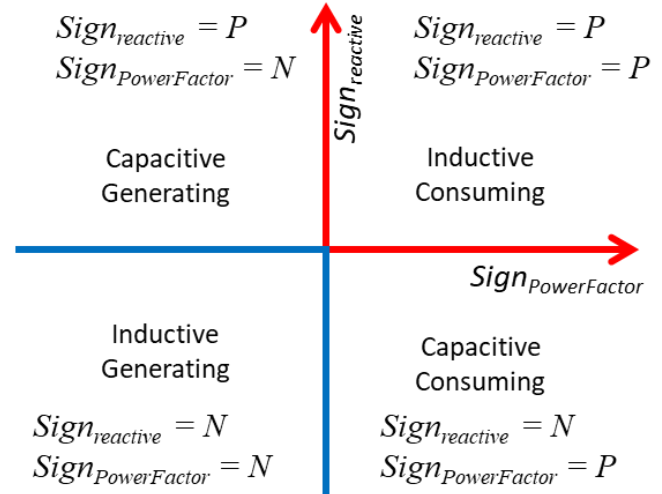 Sign_reactive = P
Sign_PowerFactor = N
Capacitive
Generating
Sign_reactive
Sign_reactive = P
Sign_PowerFactor = P
Inductive
Consuming
Sign_PowerFactor
Inductive
Generating
Sign_reactive = N
Sign_PowerFactor = N
Capacitive
Consuming
Sign_reactive = N
Sign_PowerFactor = P